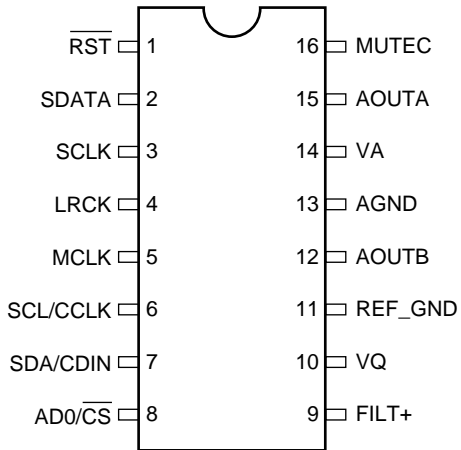 RST 1 16 MUTEC
SDATA 2 15 AOUTA
SCLK 3 14 VA
LRCK 4 13 AGND
MCLK 5 12 AOUTB
SCL/CCLK 6 11 REF_GND
SDA/CDIN 7 10 VQ
AD0/CS 8 9 FILT+